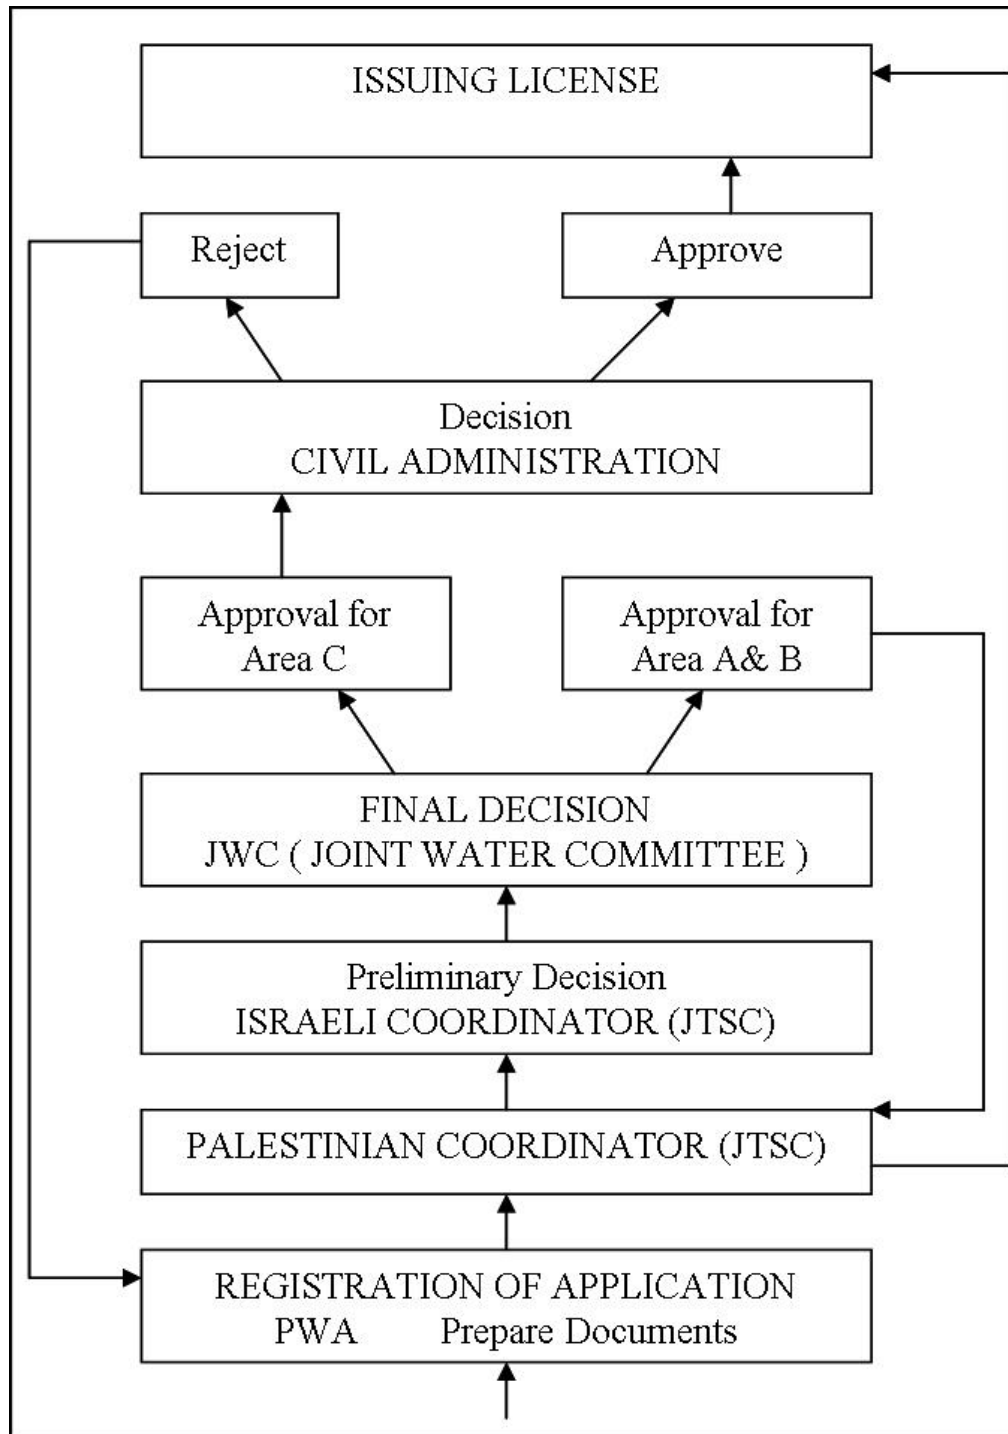 ISSUING LICENSE
Reject
Approve
Decision
CIVIL ADMINISTRATION
Approval for
Area C
Approval for
Area A& B
FINAL DECISION
JWC ( JOINT WATER COMMITTEE )
Preliminary Decision
ISRAELI COORDINATOR (JTSC)
PALESTINIAN COORDINATOR (JTSC)
REGISTRATION OF APPLICATION
PWA Prepare Documents